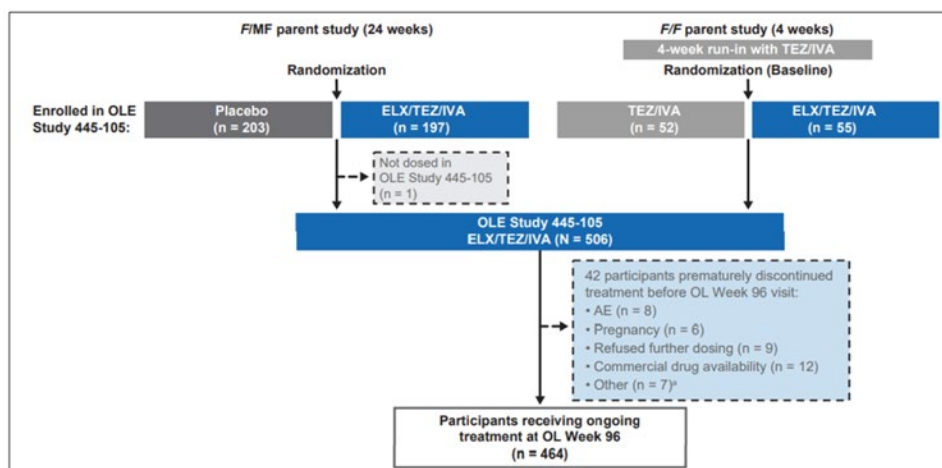 F/MF parent study (24 weeks)
F/F parent study (4 weeks)
4-week run-in with TEZ/IVA
Randomization
Randomization (Baseline)
Enrolled in OLE
Study 445-105:
Placebo
(n = 203)
ELX/TEZ/IVA
(n = 197)
TEZ/IVA
(n = 52)
ELX/TEZ/IVA
(n = 55)
Not dosed in
OLE Study 445-105
(n = 1)
OLE Study 445-105
ELX/TEZ/IVA (N = 506)
42 participants prematurely discontinued
treatment before OL Week 96 visit:
• AE (n = 8)
• Pregnancy (n = 6)
• Refused further dosing (n = 9)
• Commercial drug availability (n = 12)
• Other (n = 7)ᵃ
Participants receiving ongoing
treatment at OL Week 96
(n = 464)